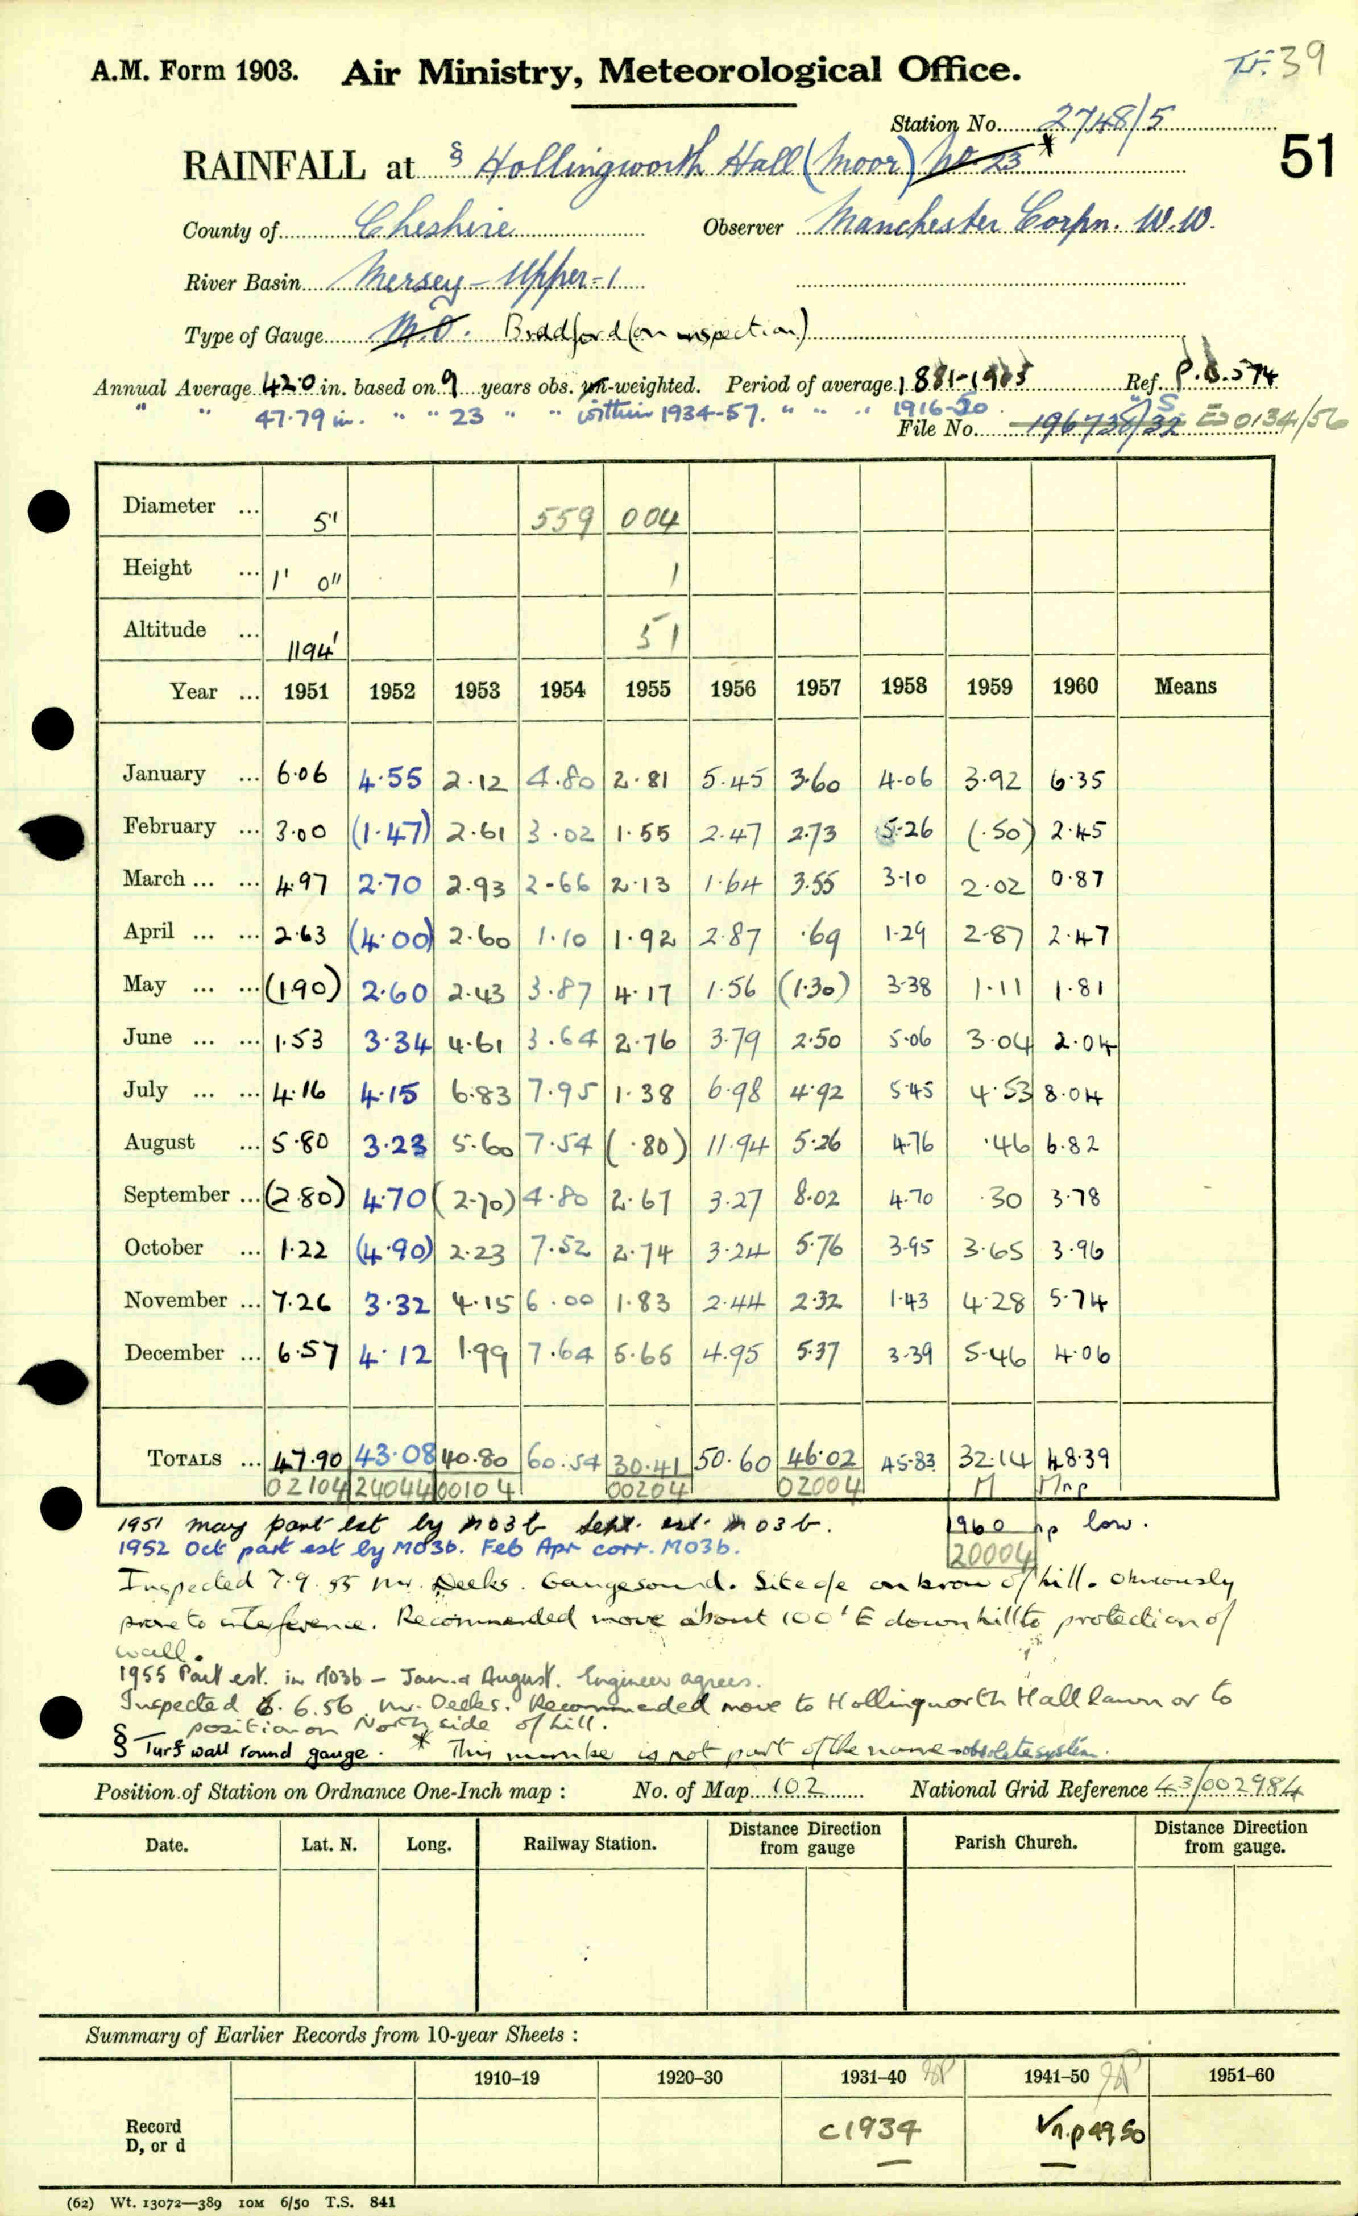 Tr. 39
A.M. Form 1903. Air Ministry, Meteorological Office.
Station No. 2748/5
51
RAINFALL at § Hollingworth Hall (Moor) No. 23 *
County of Cheshire Observer Manchester Corpn. W.W.
River Basin Mersey - Upper - 1
Type of Gauge M.O. Bradford (on inspection)
Annual Average 42.0 in. based on 9 years obs. un-weighted. Period of average 1881-1915 Ref. P.B. 574
" " 47.79 in. " " 23 " " within 1934-57. " " " 1916-50
File No. 196738/32 0134/56
Diameter ... 5" 559 004
Height ... 1' 0" 1
Altitude ... 1194' 51
Year ... 1951 1952 1953 1954 1955 1956 1957 1958 1959 1960 Means
January ... 6.06 4.55 2.12 4.80 2.81 5.45 3.60 4.06 3.92 6.35
February ... 3.00 (1.47) 2.61 3.02 1.55 2.47 2.73 5.26 (.50) 2.45
March ... ... 4.97 2.70 2.93 2.66 2.13 1.64 3.55 3.10 2.02 0.87
April ... ... 2.63 (4.00) 2.60 1.10 1.92 2.87 .69 1.29 2.87 2.47
May ... ... (1.90) 2.60 2.43 3.87 4.17 1.56 (1.30) 3.38 1.11 1.81
June ... ... 1.53 3.34 4.61 3.64 2.76 3.79 2.50 5.06 3.04 2.04
July ... ... 4.16 4.15 6.83 7.95 1.38 6.98 4.92 5.45 4.53 8.04
August ... 5.80 3.23 5.60 7.54 (.80) 11.94 5.26 4.76 .46 6.82
September ... (2.80) 4.70 (2.70) 4.80 2.67 3.27 8.02 4.70 .30 3.78
October ... 1.22 (4.90) 2.23 7.52 2.74 3.24 5.76 3.95 3.65 3.96
November ... 7.26 3.32 4.15 6.00 1.83 2.44 2.32 1.43 4.28 5.74
December ... 6.57 4.12 1.99 7.64 5.65 4.95 5.37 3.39 5.46 4.06
TOTALS ... 47.90 43.08 40.80 60.54 30.41 50.60 46.02 45.83 32.14 48.39
02104 24044 00104 00204 02004 M Mnp
1951 May part est by MO3b Sept. est. MO3b. 1960 np low.
1952 Oct part est by MO3b. Feb Apr corr. MO3b. 20004
Inspected 7.9.55 Mr. Deeks. Gauge sound. Site o/e on brow of hill. Obviously
prone to interference. Recommended move about 100' E downhill to protection of
wall.
1955 Part est. in MO3b - Jan. & August. Engineer agrees.
Inspected 6.6.56 Mr. Deeks. Recommended move to Hollingworth Hall lawn or to
position on North side of hill.
§ Turf wall round gauge. * This number is not part of the name - obsolete system.
Position of Station on Ordnance One-Inch map : No. of Map 102 National Grid Reference 43/002984
Date. Lat. N. Long. Railway Station. Distance Direction from gauge Parish Church. Distance Direction from gauge.
Summary of Earlier Records from 10-year Sheets :
1910–19 1920–30 1931–40 1941–50 1951–60
Record D, or d c1934 √n.p 49,50
(62) Wt. 13072—389 10M 6/50 T.S. 841